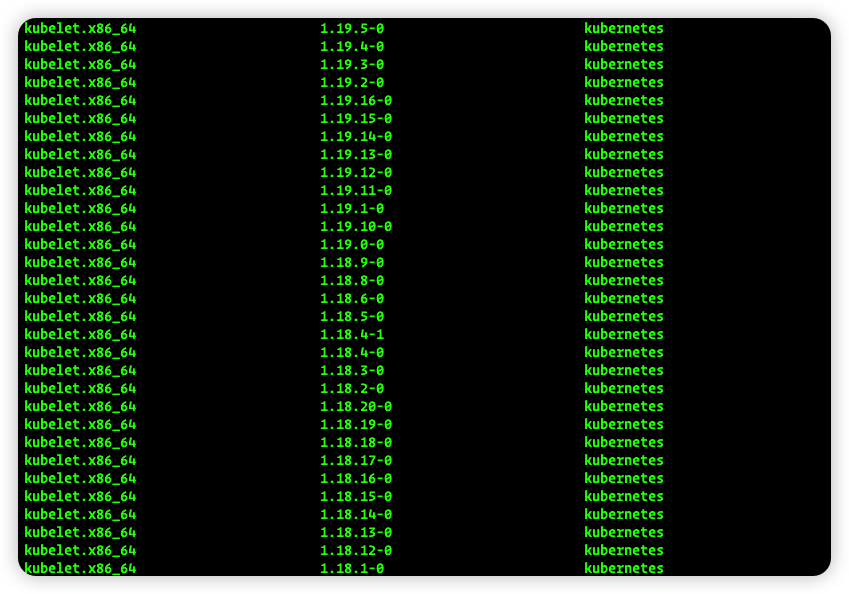 kubelet.x86_64 1.19.5-0 kubernetes
kubelet.x86_64 1.19.4-0 kubernetes
kubelet.x86_64 1.19.3-0 kubernetes
kubelet.x86_64 1.19.2-0 kubernetes
kubelet.x86_64 1.19.16-0 kubernetes
kubelet.x86_64 1.19.15-0 kubernetes
kubelet.x86_64 1.19.14-0 kubernetes
kubelet.x86_64 1.19.13-0 kubernetes
kubelet.x86_64 1.19.12-0 kubernetes
kubelet.x86_64 1.19.11-0 kubernetes
kubelet.x86_64 1.19.1-0 kubernetes
kubelet.x86_64 1.19.10-0 kubernetes
kubelet.x86_64 1.19.0-0 kubernetes
kubelet.x86_64 1.18.9-0 kubernetes
kubelet.x86_64 1.18.8-0 kubernetes
kubelet.x86_64 1.18.6-0 kubernetes
kubelet.x86_64 1.18.5-0 kubernetes
kubelet.x86_64 1.18.4-1 kubernetes
kubelet.x86_64 1.18.4-0 kubernetes
kubelet.x86_64 1.18.3-0 kubernetes
kubelet.x86_64 1.18.2-0 kubernetes
kubelet.x86_64 1.18.20-0 kubernetes
kubelet.x86_64 1.18.19-0 kubernetes
kubelet.x86_64 1.18.18-0 kubernetes
kubelet.x86_64 1.18.17-0 kubernetes
kubelet.x86_64 1.18.16-0 kubernetes
kubelet.x86_64 1.18.15-0 kubernetes
kubelet.x86_64 1.18.14-0 kubernetes
kubelet.x86_64 1.18.13-0 kubernetes
kubelet.x86_64 1.18.12-0 kubernetes
kubelet.x86_64 1.18.1-0 kubernetes